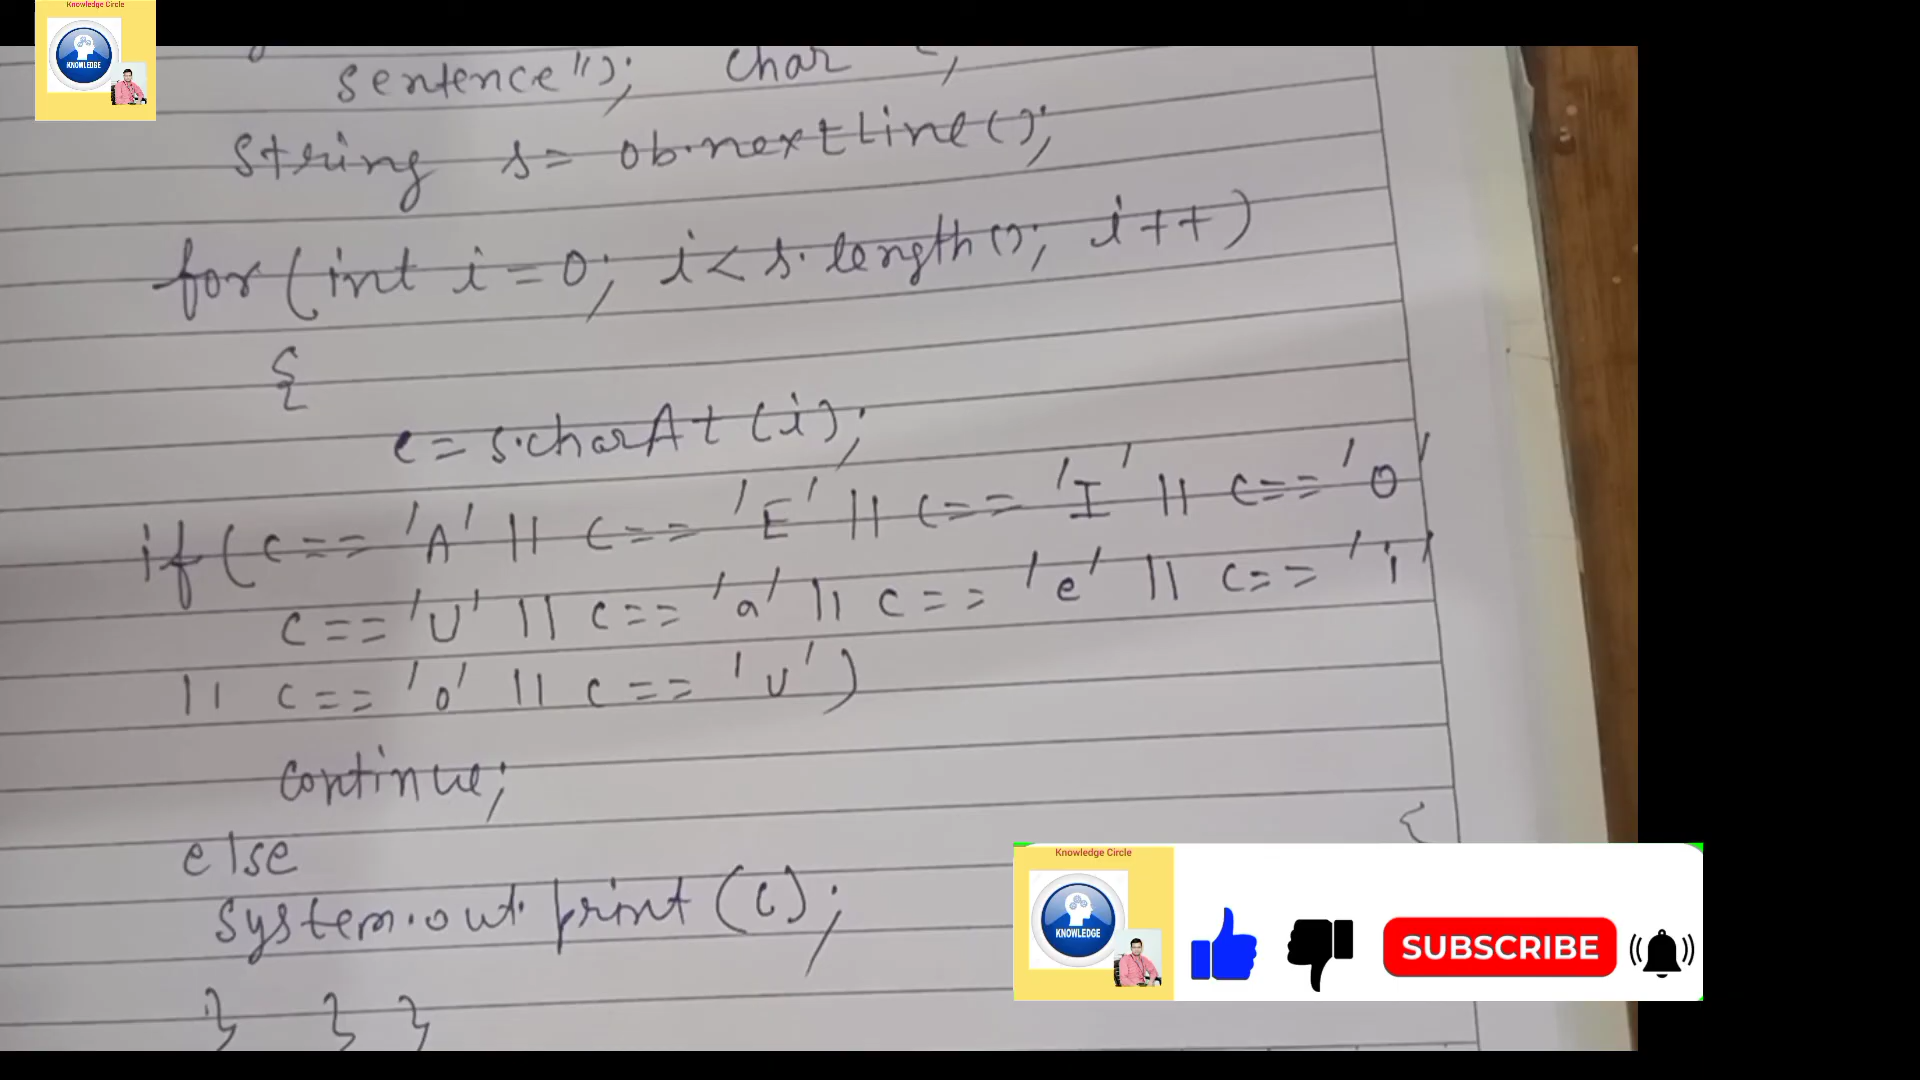 Knowledge Circle
KNOWLEDGE
sentence"); char
String s= ob.nextLine();
for (int i=0; i<s.length(); i++)
{
c=s.charAt(i);
if(c== 'A' || c== 'E' || c== 'I' || c== 'O'
c== 'U' || c== 'a' || c== 'e' || c== 'i'
|| c== 'o' || c== 'u')
continue;
else
System.out.print(c);
} } }
{
Knowledge Circle
KNOWLEDGE
SUBSCRIBE